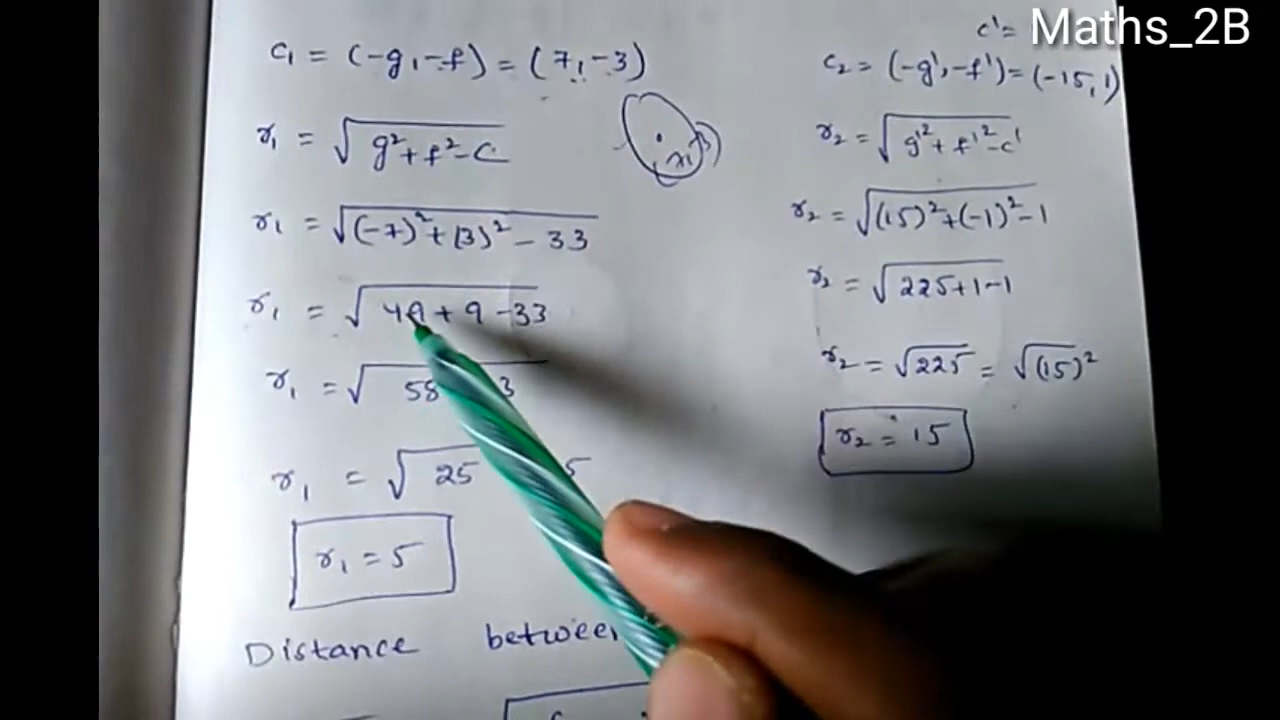 Maths_2B
c' =
C₁ = (-g, -f) = (7, -3)
C₂ = (-g', -f') = (-15, 1)
r₁ = √g² + f² - C
r₂ = √g'² + f'² - c'
r₁ = √(-7)² + (3)² - 33
r₂ = √(15)² + (-1)² - 1
r₁ = √49 + 9 - 33
r₂ = √225 + 1 - 1
r₁ = √58 3
r₂ = √225 = √(15)²
r₁ = √25 5
r₂ = 15
r₁ = 5
Distance between